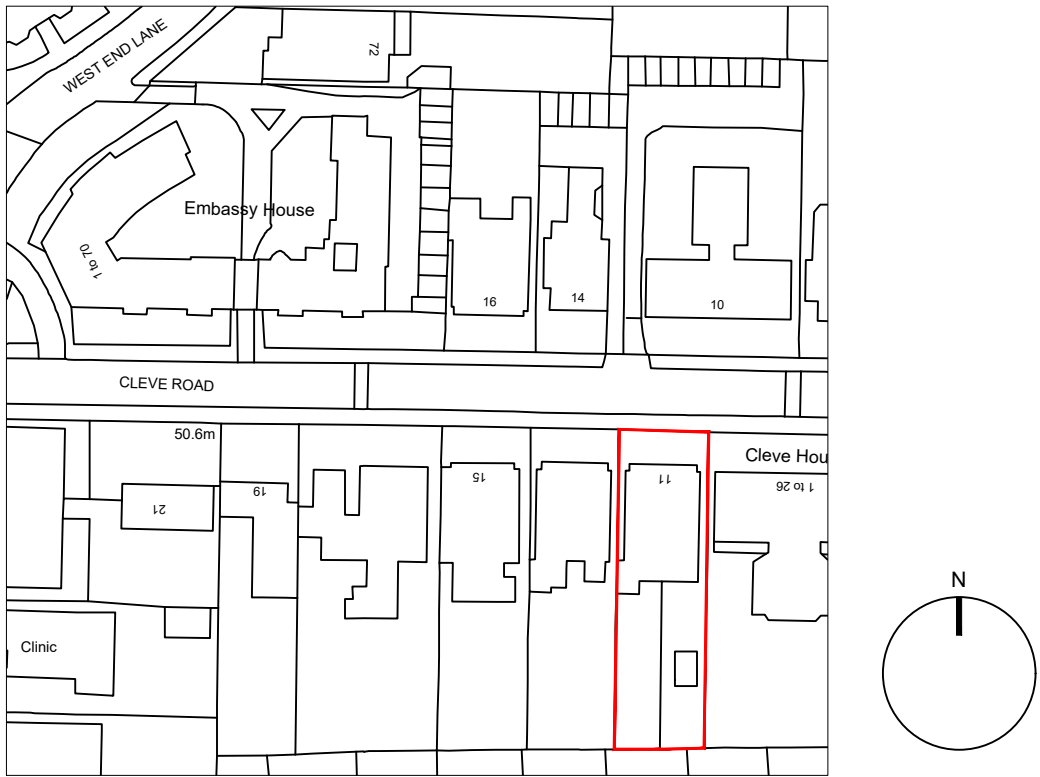 WEST END LANE
72
Embassy House
1 to 70
16
14
10
CLEVE ROAD
50.6m
Cleve Hou
15
11
19
1 to 26
21
N
Clinic